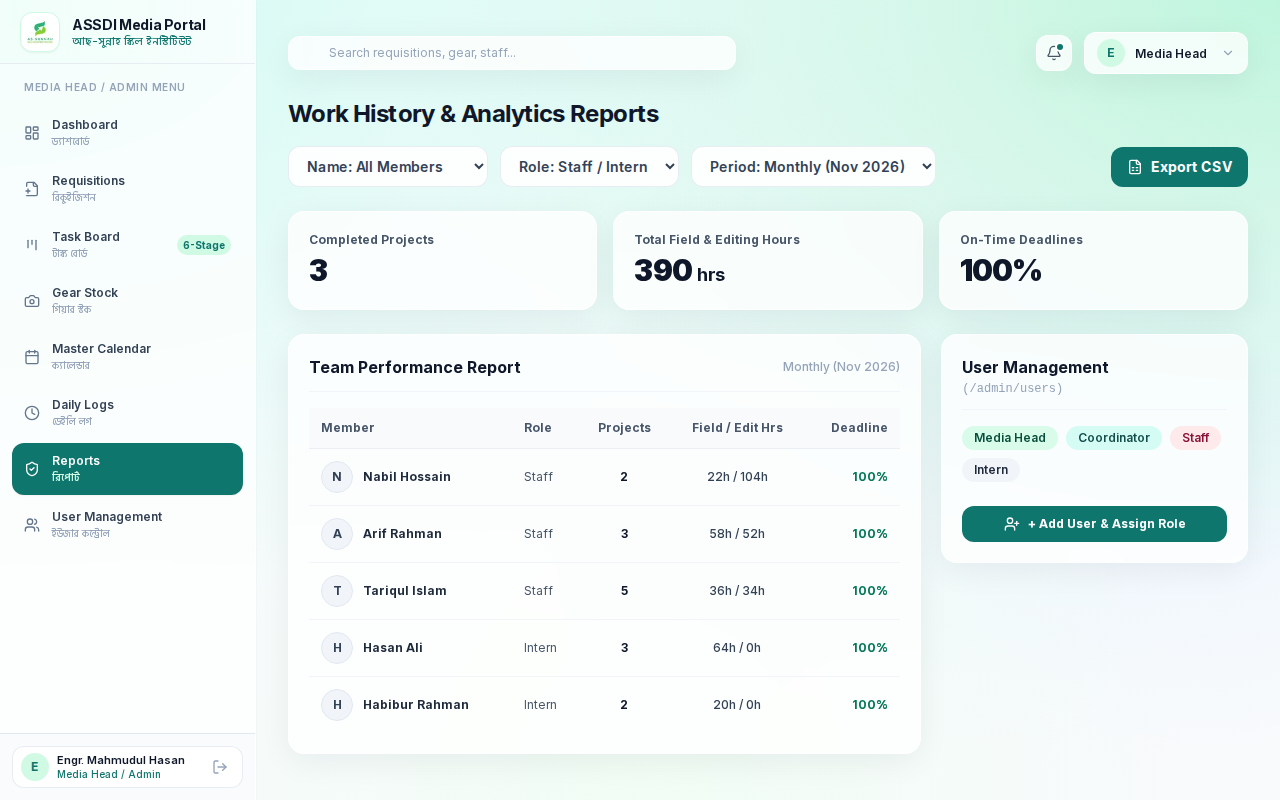 ASSDI Media Portal
আছ-সুন্নাহ স্কিল ইনস্টিটিউট
MEDIA HEAD / ADMIN MENU
Dashboard
ড্যাশবোর্ড
Requisitions
রিকুইজিশন
Task Board
টাস্ক বোর্ড
6-Stage
Gear Stock
গিয়ার স্টক
Master Calendar
ক্যালেন্ডার
Daily Logs
ডেইলি লগ
Reports
রিপোর্ট
User Management
ইউজার কন্ট্রোল
Engr. Mahmudul Hasan
Media Head / Admin
E
Search requisitions, gear, staff...
E
Media Head
Work History & Analytics Reports
Name: All Members
Role: Staff / Intern
Period: Monthly (Nov 2026)
Export CSV
Completed Projects
3
Total Field & Editing Hours
390 hrs
On-Time Deadlines
100%
Team Performance Report
Monthly (Nov 2026)
Member Role Projects Field / Edit Hrs Deadline
N Nabil Hossain Staff 2 22h / 104h 100%
A Arif Rahman Staff 3 58h / 52h 100%
T Tariqul Islam Staff 5 36h / 34h 100%
H Hasan Ali Intern 3 64h / 0h 100%
H Habibur Rahman Intern 2 20h / 0h 100%
User Management
(/admin/users)
Media Head Coordinator Staff
Intern
+ Add User & Assign Role